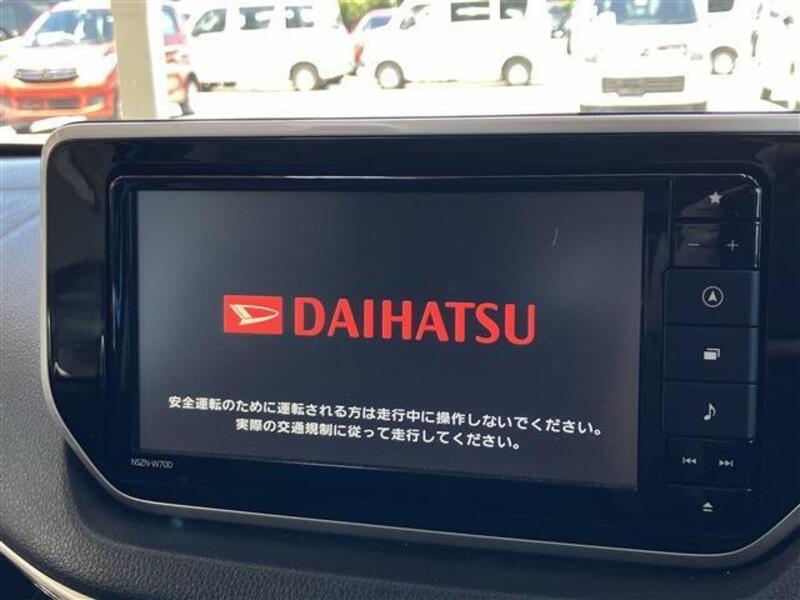 DAIHATSU
安全運転のために運転される方は走行中に操作しないでください。
実際の交通規制に従って走行してください。
NSZN-W70D